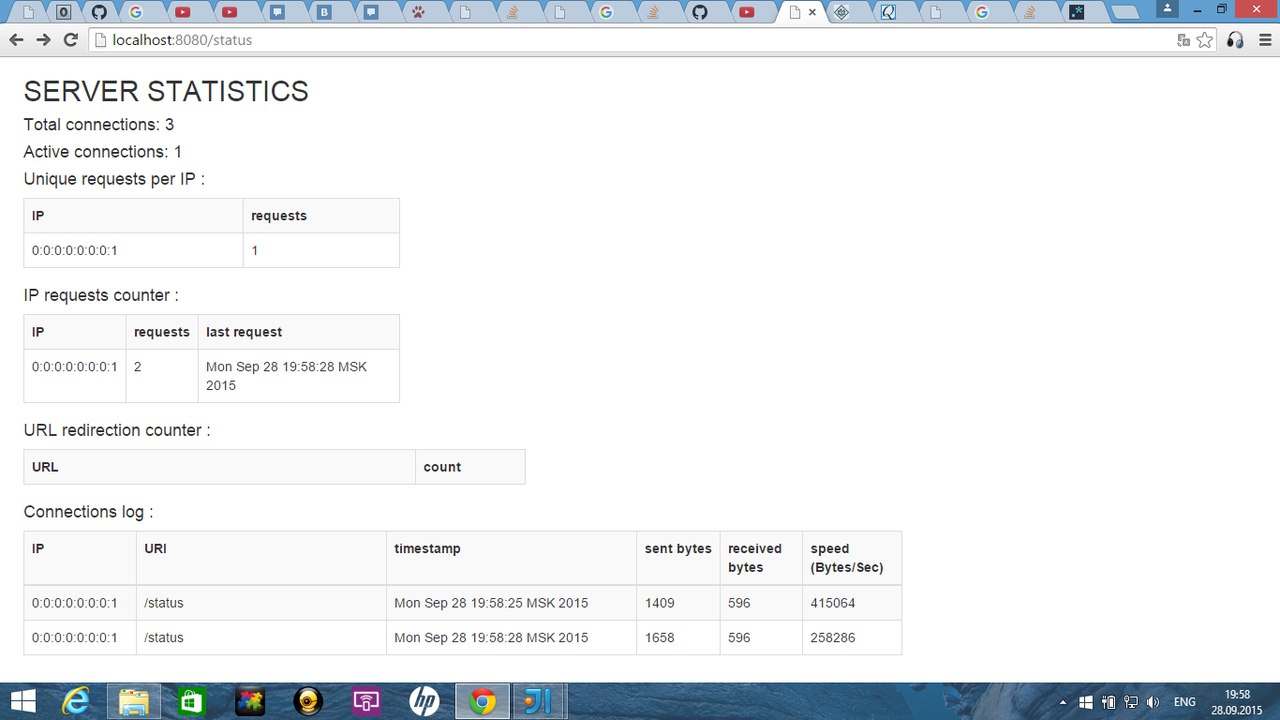 localhost:8080/status
SERVER STATISTICS
Total connections: 3
Active connections: 1
Unique requests per IP :
IP requests
0:0:0:0:0:0:0:1 1
IP requests counter :
IP requests last request
0:0:0:0:0:0:0:1 2 Mon Sep 28 19:58:28 MSK
2015
URL redirection counter :
URL count
Connections log :
IP URI timestamp sent bytes received
bytes speed
(Bytes/Sec)
0:0:0:0:0:0:0:1 /status Mon Sep 28 19:58:25 MSK 2015 1409 596 415064
0:0:0:0:0:0:0:1 /status Mon Sep 28 19:58:28 MSK 2015 1658 596 258286
hp
ENG
19:58
28.09.2015